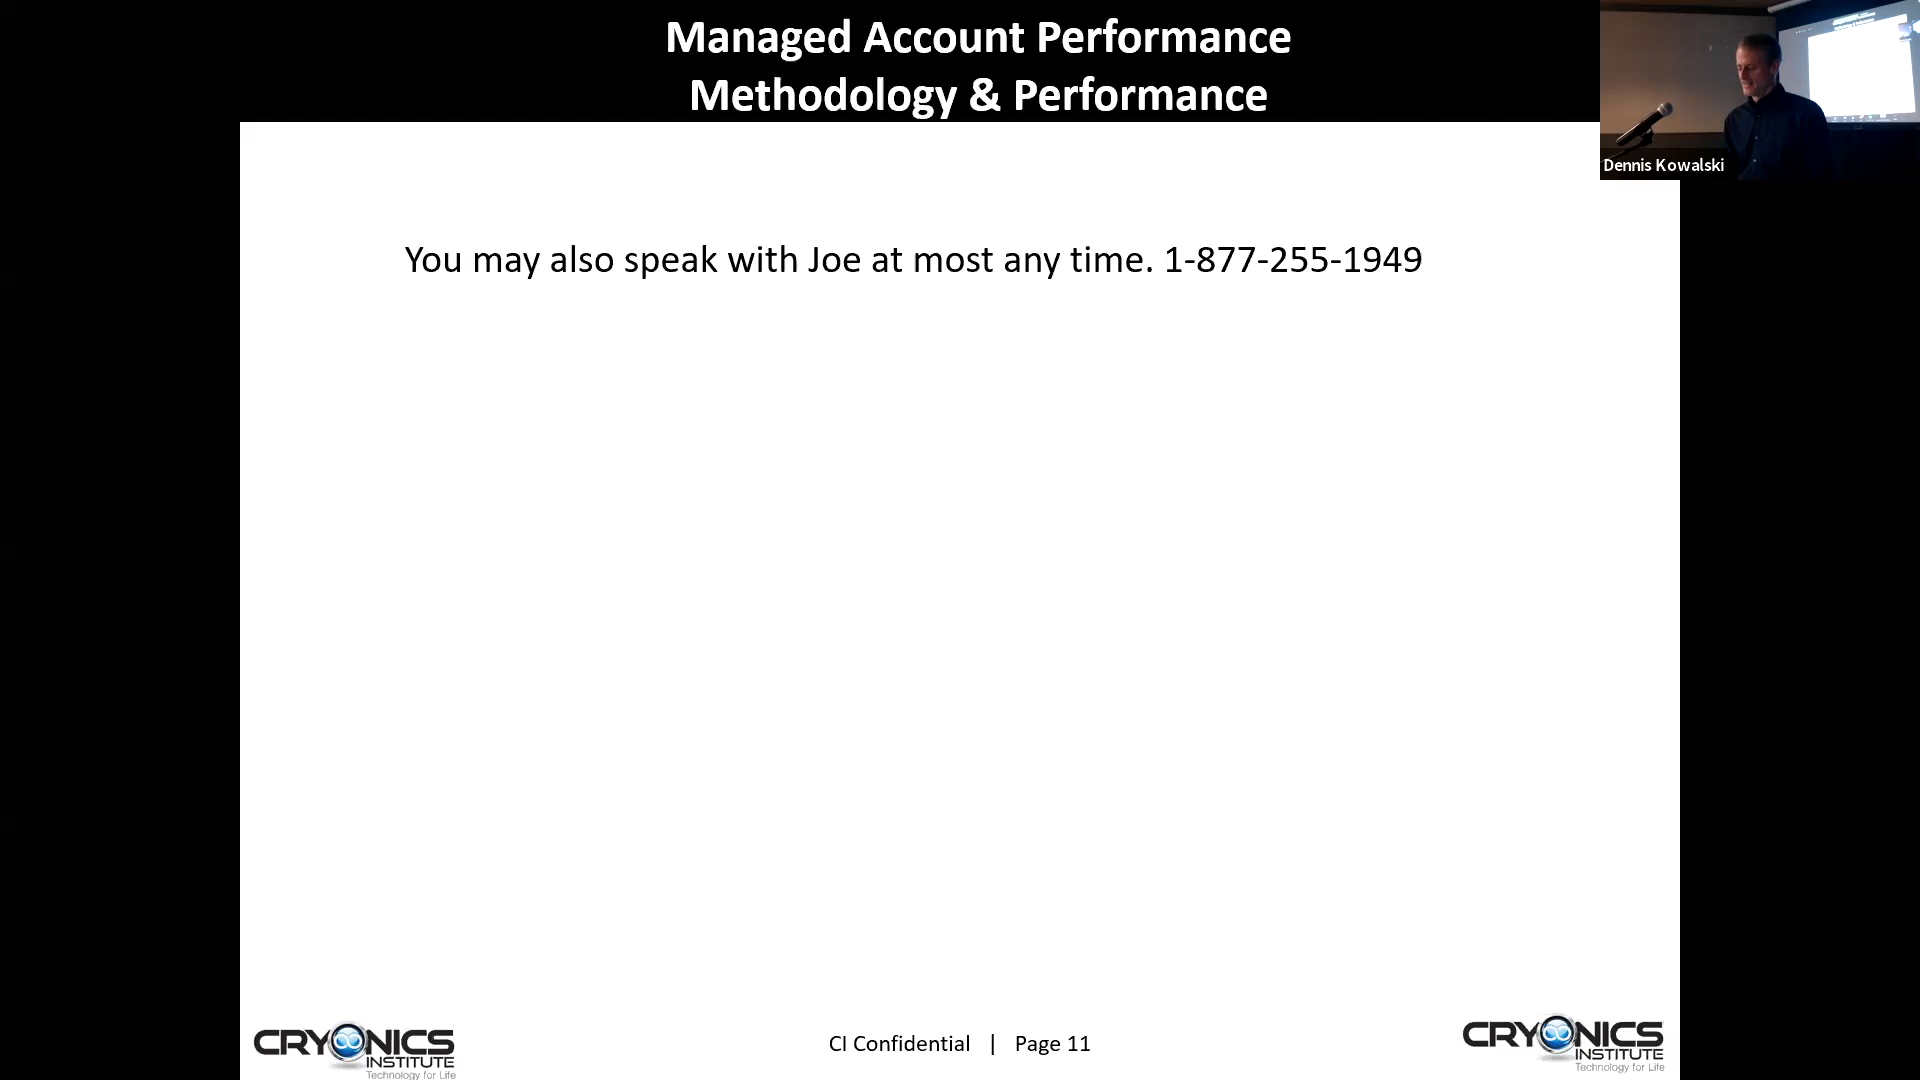 Managed Account Performance
Methodology & Performance
Dennis Kowalski
You may also speak with Joe at most any time. 1-877-255-1949
CRYONICS
INSTITUTE
Technology for Life
CI Confidential | Page 11
CRYONICS
INSTITUTE
Technology for Life